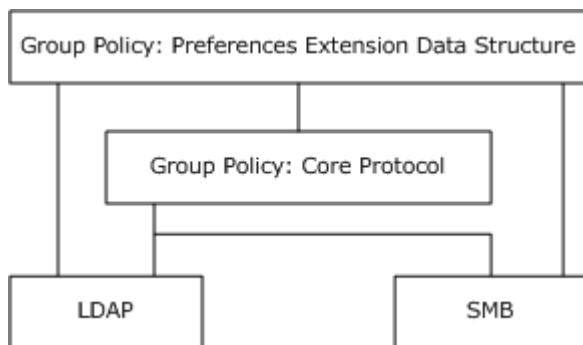 Group Policy: Preferences Extension Data Structure
Group Policy: Core Protocol
LDAP
SMB